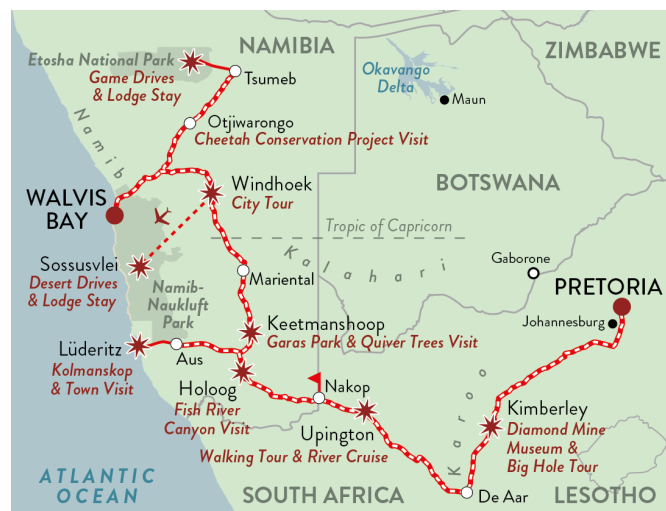 NAMIBIA
ZIMBABWE
Etosha National Park
Game Drives
& Lodge Stay
Tsumeb
Okavango
Delta
Maun
Otjiwarongo
Cheetah Conservation Project Visit
Namib
WALVIS
BAY
Windhoek
City Tour
BOTSWANA
Tropic of Capricorn
Kalahari
Sossusvlei
Desert Drives
& Lodge Stay
Mariental
Gaborone
Namib-
Naukluft
Park
PRETORIA
Johannesburg
Keetmanshoop
Garas Park & Quiver Trees Visit
Lüderitz
Kolmanskop
& Town Visit
Aus
Holoog
Fish River
Canyon Visit
Nakop
Upington
Walking Tour & River Cruise
Karoo
Kimberley
Diamond Mine
Museum &
Big Hole Tour
ATLANTIC
OCEAN
SOUTH AFRICA
De Aar
LESOTHO